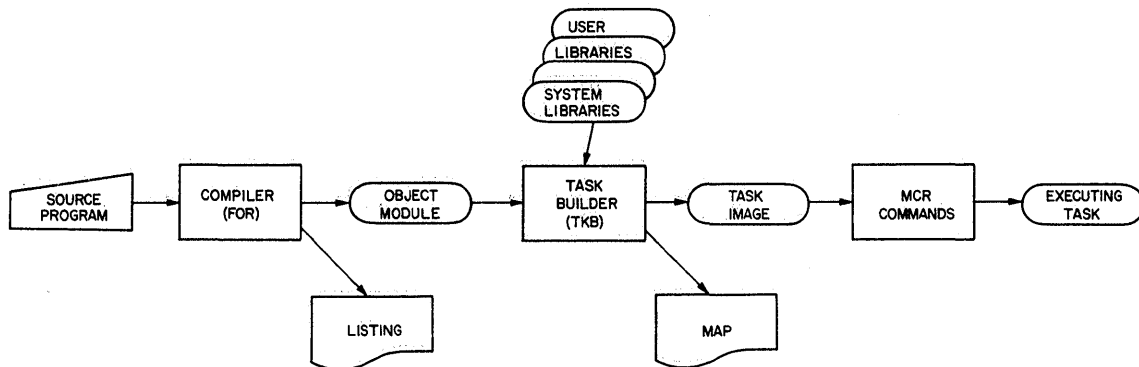 USER
LIBRARIES
SYSTEM
LIBRARIES
SOURCE
PROGRAM
COMPILER
(FOR)
OBJECT
MODULE
TASK
BUILDER
(TKB)
TASK
IMAGE
MCR
COMMANDS
EXECUTING
TASK
LISTING
MAP